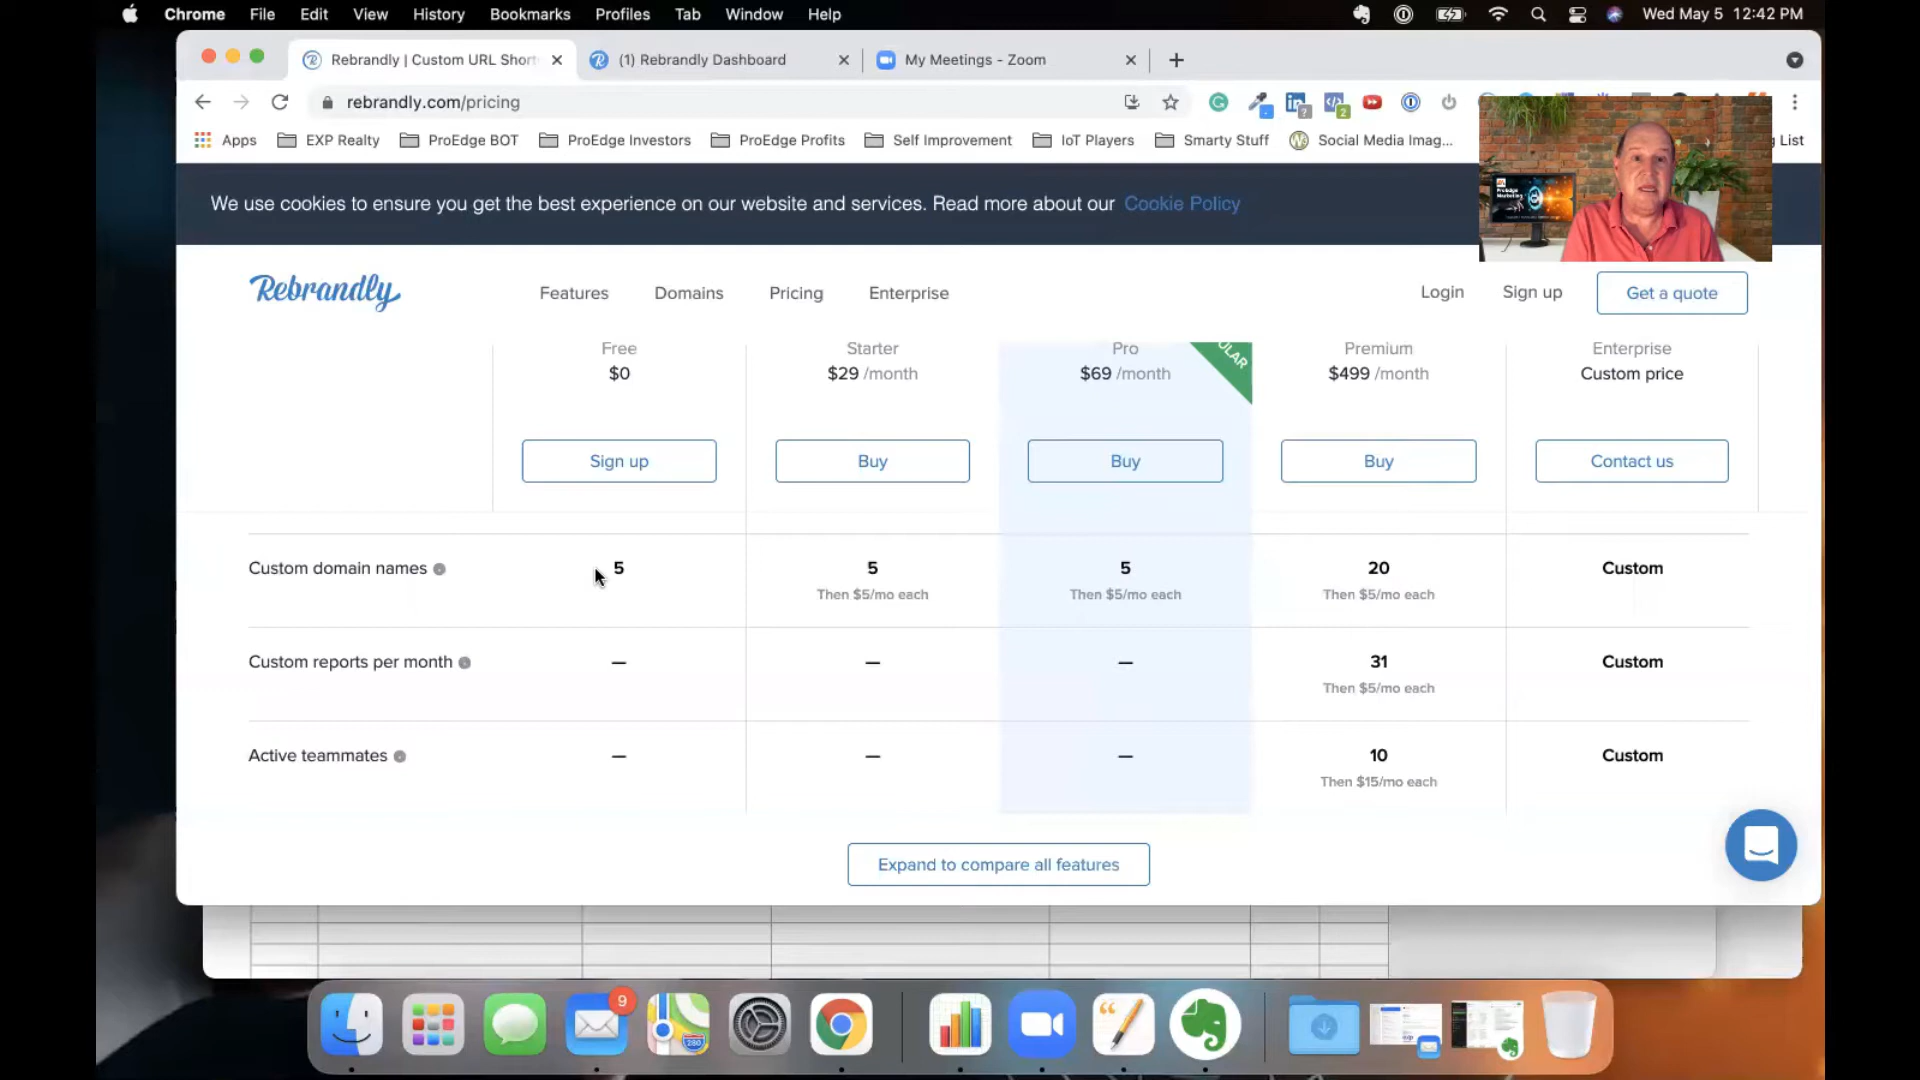 Chrome File Edit View History Bookmarks Profiles Tab Window Help Wed May 5 12:42 PM
Rebrandly | Custom URL Short (1) Rebrandly Dashboard My Meetings - Zoom
rebrandly.com/pricing
Apps EXP Realty ProEdge BOT ProEdge Investors ProEdge Profits Self Improvement IoT Players Smarty Stuff Social Media Imag... List
We use cookies to ensure you get the best experience on our website and services. Read more about our Cookie Policy
Rebrandly Features Domains Pricing Enterprise Login Sign up Get a quote
Free Starter Pro Premium Enterprise
$0 $29 /month $69 /month $499 /month Custom price
Sign up Buy Buy Buy Contact us
Custom domain names 5 5 5 20 Custom
Then $5/mo each Then $5/mo each Then $5/mo each
Custom reports per month — — — 31 Custom
Then $5/mo each
Active teammates — — — 10 Custom
Then $15/mo each
Expand to compare all features
9
280